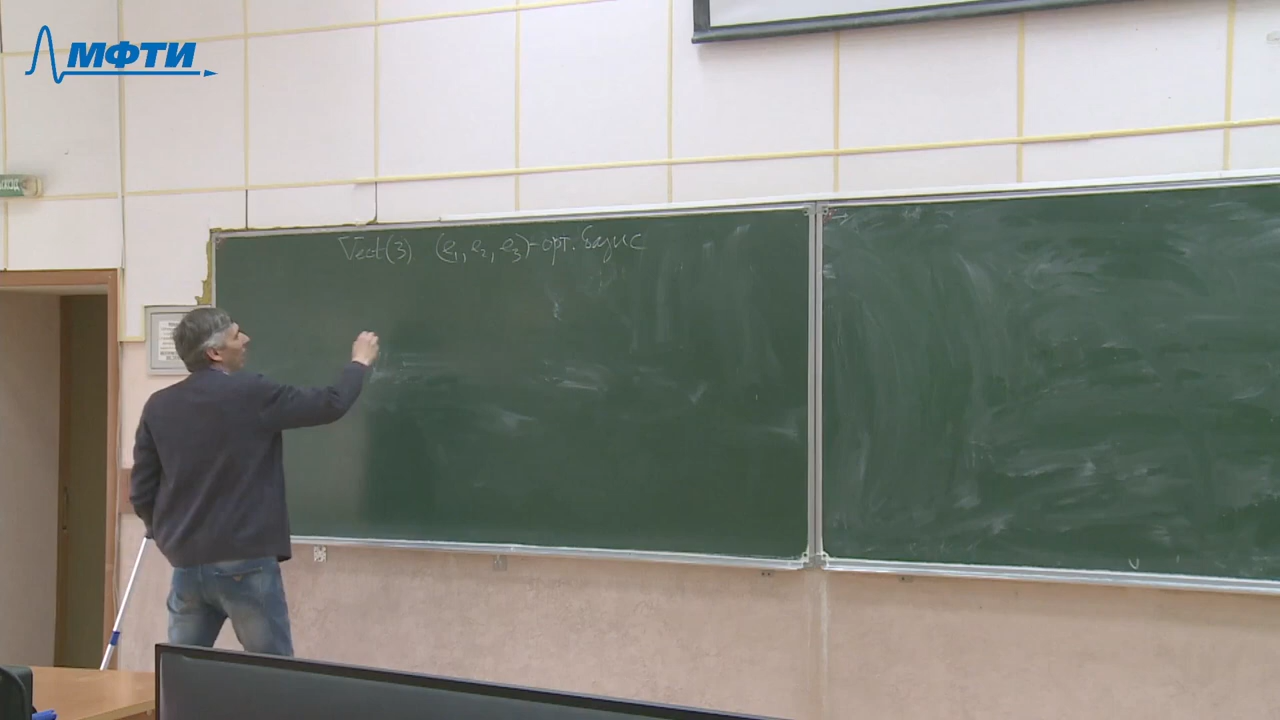 МФТИ
Vect(3) (e₁, e₂, e₃)-орт. базис